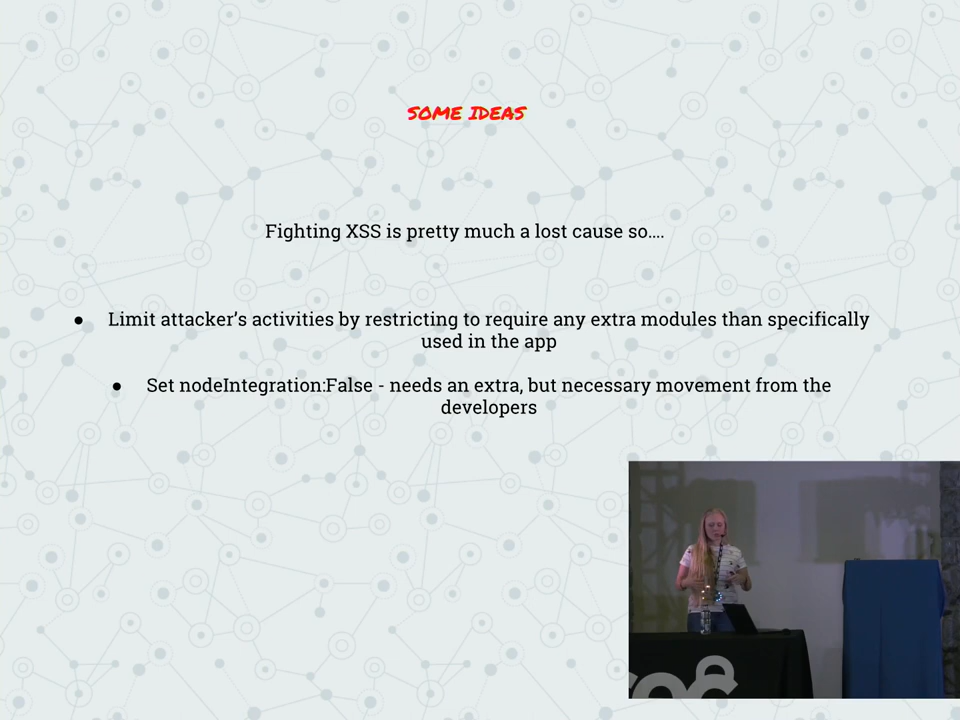 SOME IDEAS
Fighting XSS is pretty much a lost cause so....
● Limit attacker's activities by restricting to require any extra modules than specifically
used in the app
● Set nodeIntegration:False - needs an extra, but necessary movement from the
developers